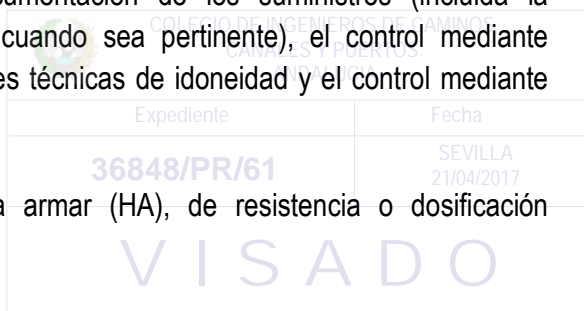 cumentación de los suministros (incluida la
COLEGIO DE INGENIEROS DE CAMINOS,
cuando sea pertinente), el control mediante
CANALES Y PUERTOS.
ANDALUCIA
es técnicas de idoneidad y el control mediante
Expediente Fecha
36848/PR/61 SEVILLA
21/04/2017
a armar (HA), de resistencia o dosificación
VISADO